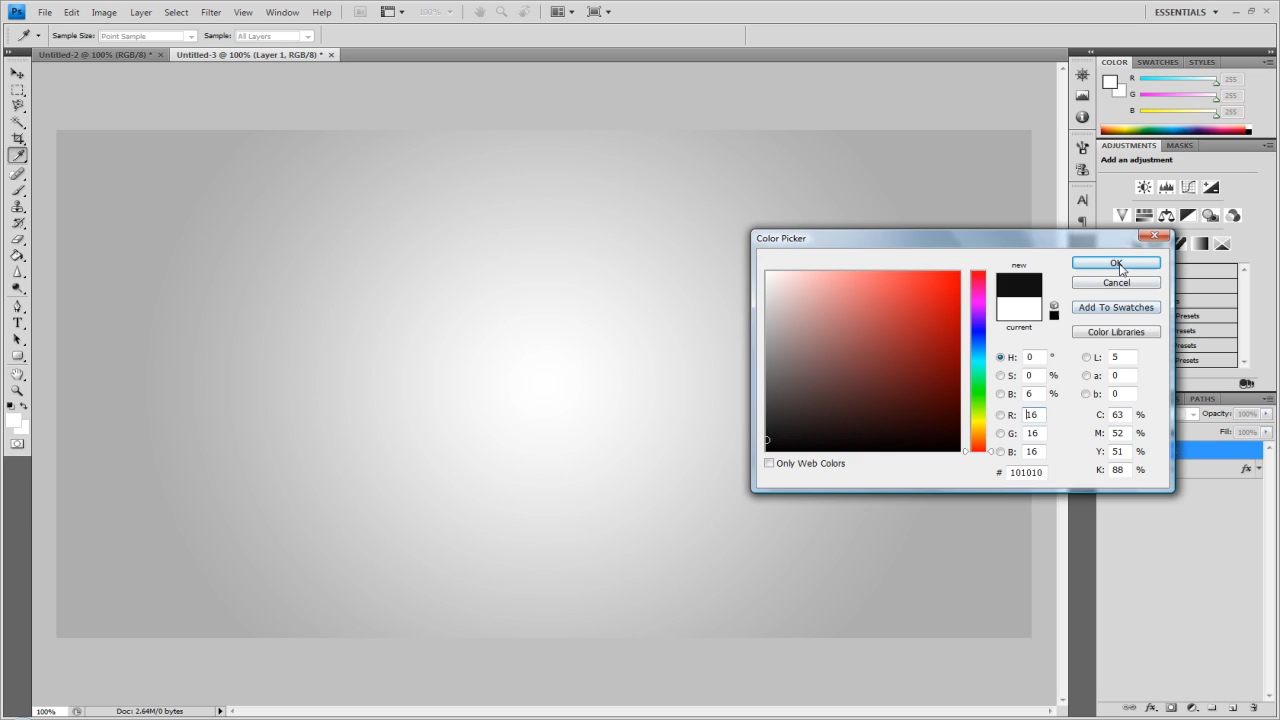 Ps File Edit Image Layer Select Filter Analysis View Window Help 100% ESSENTIALS
Sample Size: Point Sample Sample: All Layers
Untitled-2 @ 100% (RGB/8) * × Untitled-3 @ 100% (Layer 1, RGB/8) * ×
COLOR SWATCHES STYLES
R 255
G 255
B 255
ADJUSTMENTS MASKS
Add an adjustment
Presets
Presets
Presets
Presets
PATHS
Opacity: 100%
Fill: 100%
fx
Color Picker
new
current
OK
Cancel
Add To Swatches
Color Libraries
H: 0 ° L: 5
S: 0 % a: 0
B: 6 % b: 0
R: 16 C: 63 %
G: 16 M: 52 %
B: 16 Y: 51 %
# 101010 K: 88 %
Only Web Colors
100% Doc: 2.64M/0 bytes